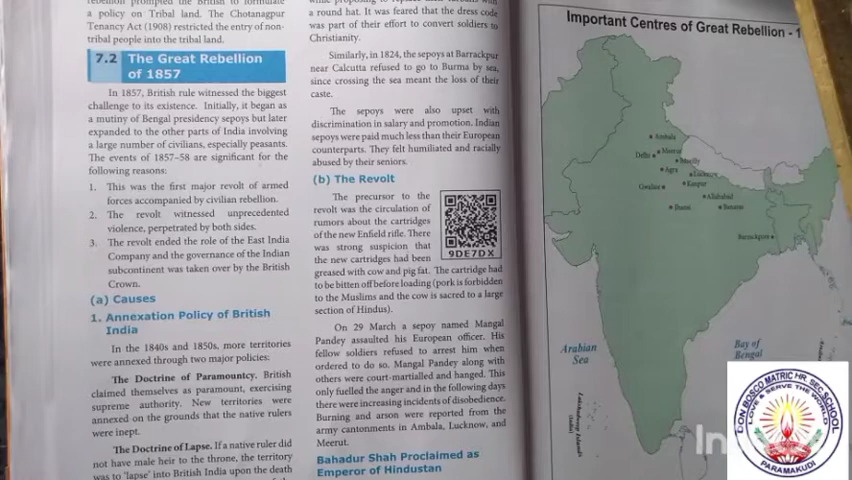 rebellion prompted the British to formulate
a policy on Tribal land. The Chotanagpur
Tenancy Act (1908) restricted the entry of non-
tribal people into the tribal land.
7.2 The Great Rebellion
of 1857
In 1857, British rule witnessed the biggest
challenge to its existence. Initially, it began as
a mutiny of Bengal presidency sepoys but later
expanded to the other parts of India involving
a large number of civilians, especially peasants.
The events of 1857–58 are significant for the
following reasons:
1. This was the first major revolt of armed
forces accompanied by civilian rebellion.
2. The revolt witnessed unprecedented
violence, perpetrated by both sides.
3. The revolt ended the role of the East India
Company and the governance of the Indian
subcontinent was taken over by the British
Crown.
(a) Causes
1. Annexation Policy of British
India
In the 1840s and 1850s, more territories
were annexed through two major policies:
The Doctrine of Paramountcy. British
claimed themselves as paramount, exercising
supreme authority. New territories were
annexed on the grounds that the native rulers
were inept.
The Doctrine of Lapse. If a native ruler did
not have male heir to the throne, the territory
was to 'lapse' into British India upon the death
a round hat. It was feared that the dress code
was part of their effort to convert soldiers to
Christianity.
Similarly, in 1824, the sepoys at Barrackpur
near Calcutta refused to go to Burma by sea,
since crossing the sea meant the loss of their
caste.
The sepoys were also upset with
discrimination in salary and promotion. Indian
sepoys were paid much less than their European
counterparts. They felt humiliated and racially
abused by their seniors.
(b) The Revolt
The precursor to the
revolt was the circulation of
rumors about the cartridges
of the new Enfield rifle. There
was strong suspicion that
the new cartridges had been
9DE7DX
greased with cow and pig fat. The cartridge had
to be bitten off before loading (pork is forbidden
to the Muslims and the cow is sacred to a large
section of Hindus).
On 29 March a sepoy named Mangal
Pandey assaulted his European officer. His
fellow soldiers refused to arrest him when
ordered to do so. Mangal Pandey along with
others were court-martialled and hanged. This
only fuelled the anger and in the following days
there were increasing incidents of disobedience.
Burning and arson were reported from the
army cantonments in Ambala, Lucknow, and
Meerut.
Bahadur Shah Proclaimed as
Emperor of Hindustan
Important Centres of Great Rebellion - 1
Ambala
Meerut
Delhi
Bareilly
Agra
Lucknow
Gwalior
Kanpur
Allahabad
Jhansi
Banaras
Barrackpura
Arabian
Sea
Bay of
Bengal
Lakshadweep Islands
(India)
DON BOSCO MATRIC HR. SEC. SCHOOL
LOVE & SERVE THE WORLD
PARAMAKUDI